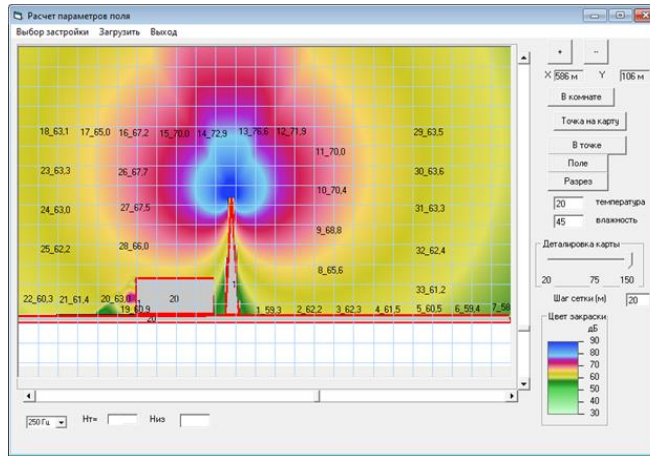 Расчет параметров поля
Выбор застройки Загрузить Выход
+ --
X 586 м Y 106 м
В комнате
Точка на карту
В точке
Поле
Разрез
20 температура
45 влажность
Деталировка карты
20 75 150
Шаг сетки (м) 20
Цвет закраски
дБ
90
80
70
60
50
40
30
18_63,1 17_65,0 16_67,2 15_70,0 14_72,9 13_76,6 12_71,9 29_63,5
11_70,0
23_63,3 26_67,7 30_63,6
10_70,4
24_63,0 27_67,5 31_63,3
9_68,8
25_62,2 28_66,0 32_62,4
8_65,6
33_61,2
22_60,3 21_61,4 20_63,0 20
19_60,9 1_59,3 2_62,2 3_62,3 4_61,3 5_60,5 6_59,4 7_58
20
250 Гц Hт= Hиз